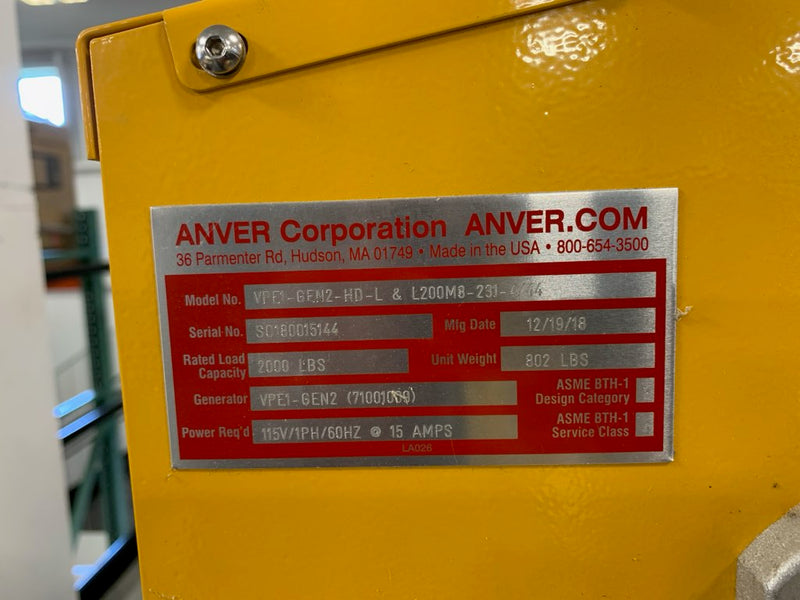 ANVER Corporation ANVER.COM
36 Parmenter Rd, Hudson, MA 01749 • Made in the USA • 800-654-3500
Model No. VPE1-GEN2-HD-L & L200M8-231-4/74
Serial No. SO180015144 Mfg Date 12/19/18
Rated Load Capacity 2000 LBS Unit Weight 802 LBS
Generator VPE1-GEN2 ASME BTH-1 Design Category
Power Req'd 115V/1PH/60HZ @ 15 AMPS ASME BTH-1 Service Class
LA026